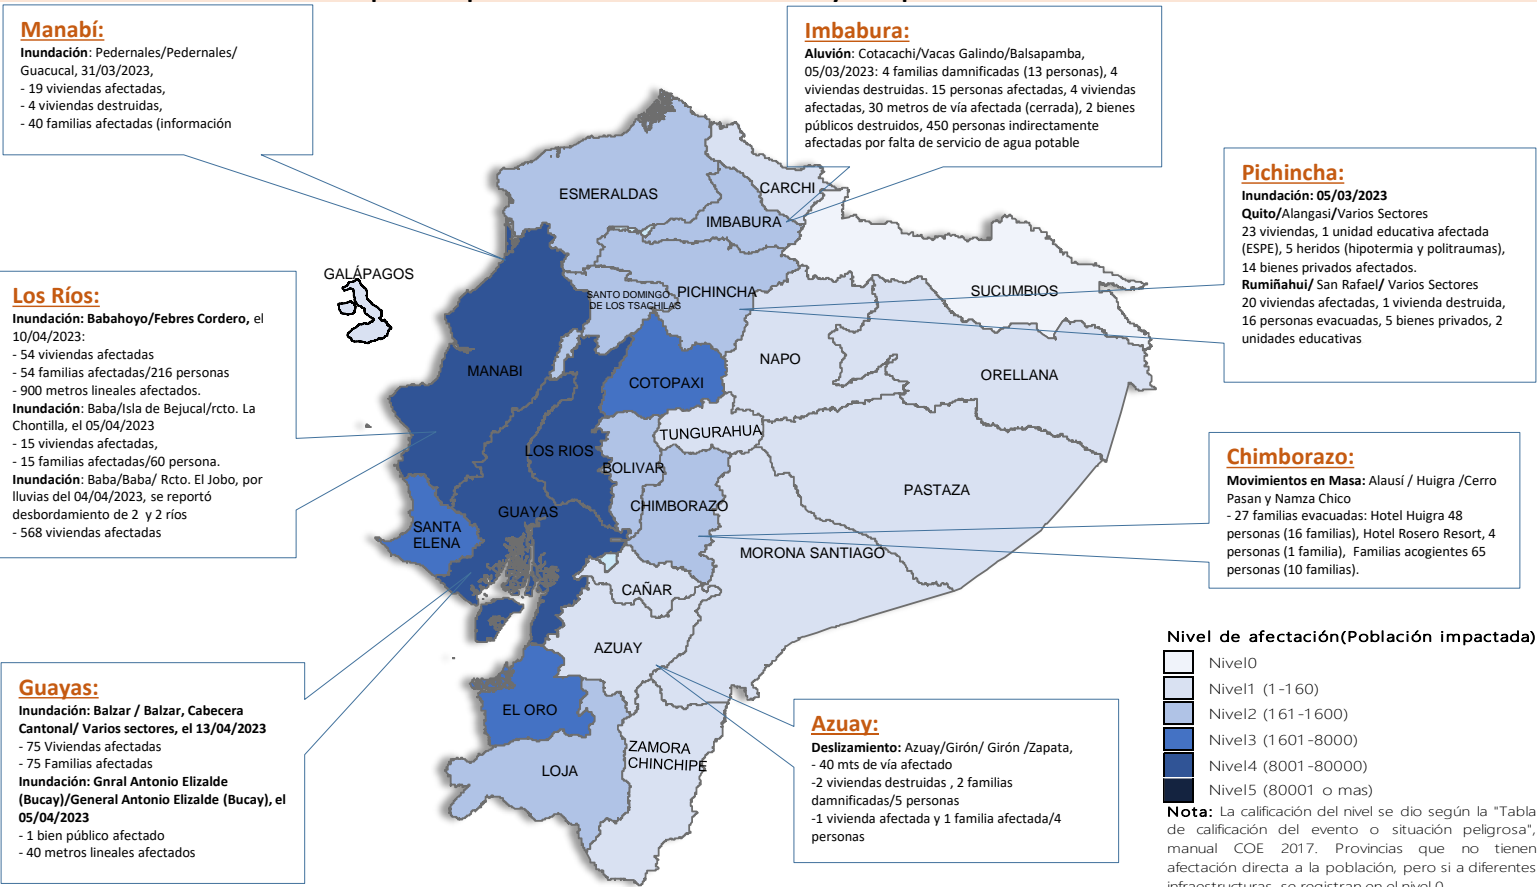 Manabí:
Inundación: Pedernales/Pedernales/
Guacucal, 31/03/2023,
- 19 viviendas afectadas,
- 4 viviendas destruidas,
- 40 familias afectadas (información
Imbabura:
Aluvión: Cotacachi/Vacas Galindo/Balsapamba,
05/03/2023: 4 familias damnificadas (13 personas), 4
viviendas destruidas. 15 personas afectadas, 4 viviendas
afectadas, 30 metros de vía afectada (cerrada), 2 bienes
públicos destruidos, 450 personas indirectamente
afectadas por falta de servicio de agua potable
Pichincha:
Inundación: 05/03/2023
Quito/Alangasi/Varios Sectores
23 viviendas, 1 unidad educativa afectada
(ESPE), 5 heridos (hipotermia y politraumas),
14 bienes privados afectados.
Rumiñahui/ San Rafael/ Varios Sectores
20 viviendas afectadas, 1 vivienda destruida,
16 personas evacuadas, 5 bienes privados, 2
unidades educativas
Los Ríos:
Inundación: Babahoyo/Febres Cordero, el
10/04/2023:
- 54 viviendas afectadas
- 54 familias afectadas/216 personas
- 900 metros lineales afectados.
Inundación: Baba/Isla de Bejucal/rcto. La
Chontilla, el 05/04/2023
- 15 viviendas afectadas,
- 15 familias afectadas/60 persona.
Inundación: Baba/Baba/ Rcto. El Jobo, por
lluvias del 04/04/2023, se reportó
desbordamiento de 2  y 2 ríos
- 568 viviendas afectadas
GALÁPAGOS
ESMERALDAS
CARCHI
IMBABURA
SUCUMBIOS
PICHINCHA
SANTO DOMINGO
DE LOS TSACHILAS
NAPO
ORELLANA
MANABI
COTOPAXI
TUNGURAHUA
LOS RIOS
BOLIVAR
PASTAZA
CHIMBORAZO
GUAYAS
SANTA
ELENA
MORONA SANTIAGO
CAÑAR
AZUAY
EL ORO
ZAMORA
CHINCHIPE
LOJA
Chimborazo:
Movimientos en Masa: Alausí / Huigra /Cerro
Pasan y Namza Chico
- 27 familias evacuadas: Hotel Huigra 48
personas (16 familias), Hotel Rosero Resort, 4
personas (1 familia),  Familias acogientes 65
personas (10 familias).
Guayas:
Inundación: Balzar / Balzar, Cabecera
Cantonal/ Varios sectores, el 13/04/2023
- 75 Viviendas afectadas
- 75 Familias afectadas
Inundación: Gnral Antonio Elizalde
(Bucay)/General Antonio Elizalde (Bucay), el
05/04/2023
- 1 bien público afectado
- 40 metros lineales afectados
Azuay:
Deslizamiento: Azuay/Girón/ Girón /Zapata,
- 40 mts de vía afectado
-2 viviendas destruidas , 2 familias
damnificadas/5 personas
-1 vivienda afectada y 1 familia afectada/4
personas
Nivel de afectación(Población impactada)
Nivel0
Nivel1 (1-160)
Nivel2 (161-1600)
Nivel3 (1601-8000)
Nivel4 (8001-80000)
Nivel5 (80001 o mas)
Nota: La calificación del nivel se dio según la "Tabla
de calificación del evento o situación peligrosa",
manual COE 2017. Provincias que no tienen
afectación directa a la población, pero si a diferentes
infraestructuras, se registran en el nivel 0